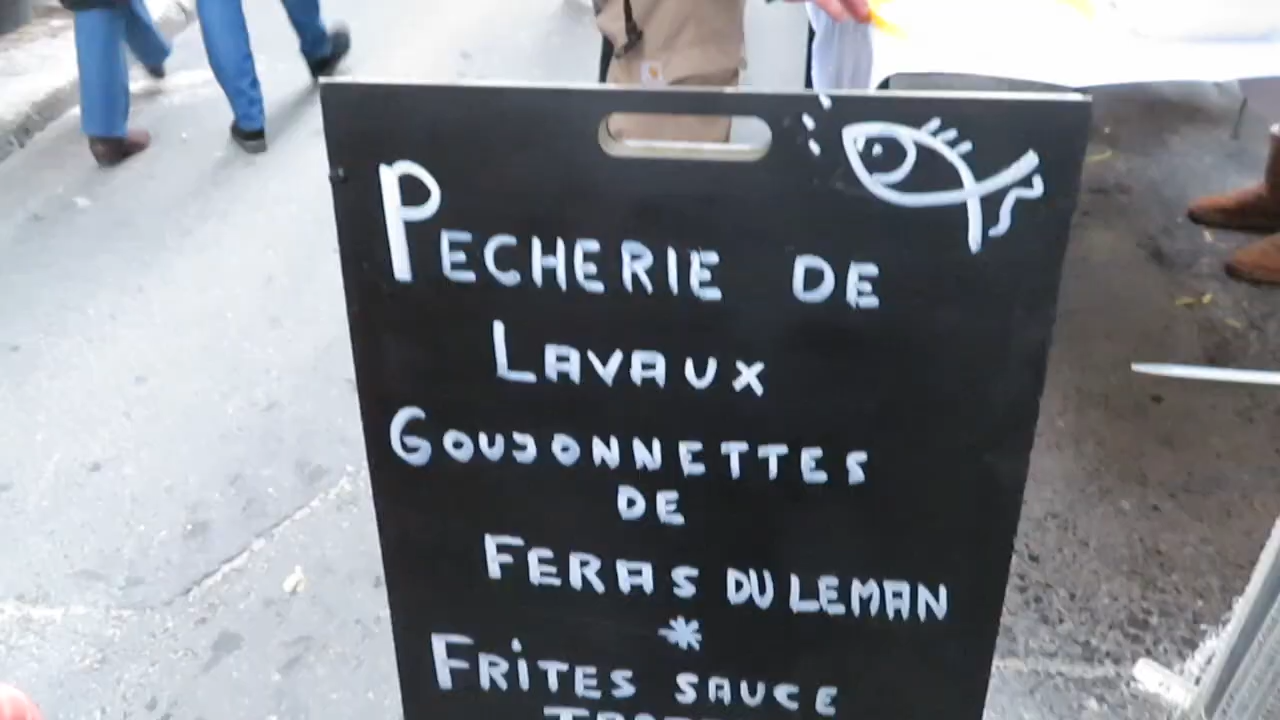 PECHERIE DE
LAVAUX
GOUJONNETTES
DE
FERAS DU LEMAN
*
FRITES SAUCE